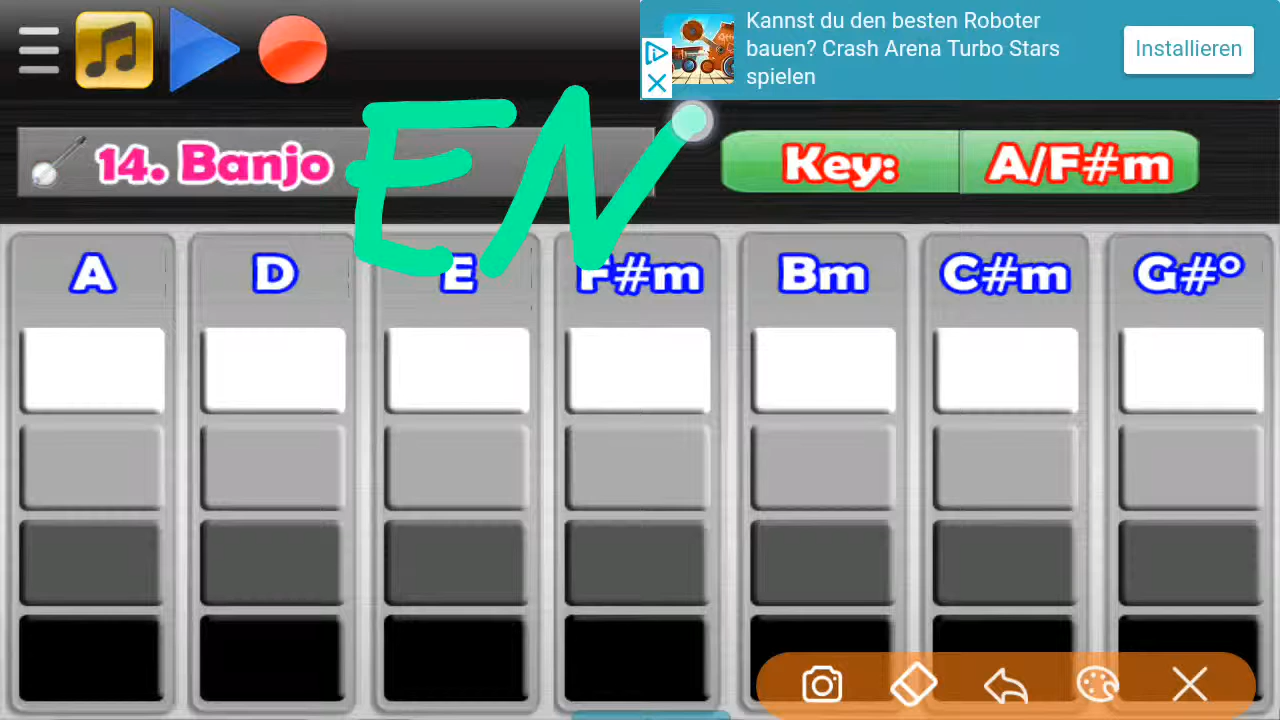 Kannst du den besten Roboter
bauen? Crash Arena Turbo Stars
spielen
Installieren
14. Banjo
EN
Key:
A/F#m
A
D
E
F#m
Bm
C#m
G#°